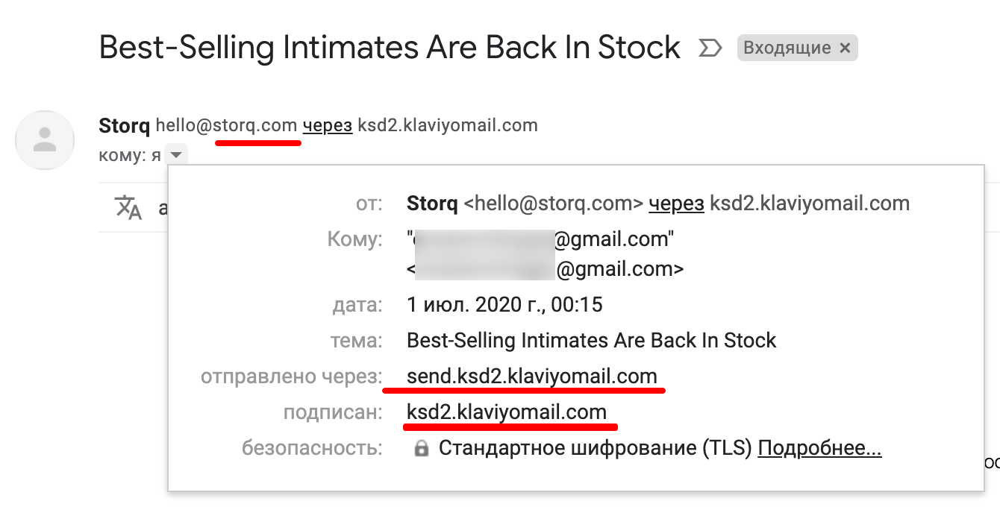 Best-Selling Intimates Are Back In Stock Входящие ×
Storq hello@storq.com через ksd2.klaviyomail.com
кому: я
от: Storq <hello@storq.com> через ksd2.klaviyomail.com
Кому: " @gmail.com"
< @gmail.com>
дата: 1 июл. 2020 г., 00:15
тема: Best-Selling Intimates Are Back In Stock
отправлено через: send.ksd2.klaviyomail.com
подписан: ksd2.klaviyomail.com
безопасность: Стандартное шифрование (TLS) Подробнее...